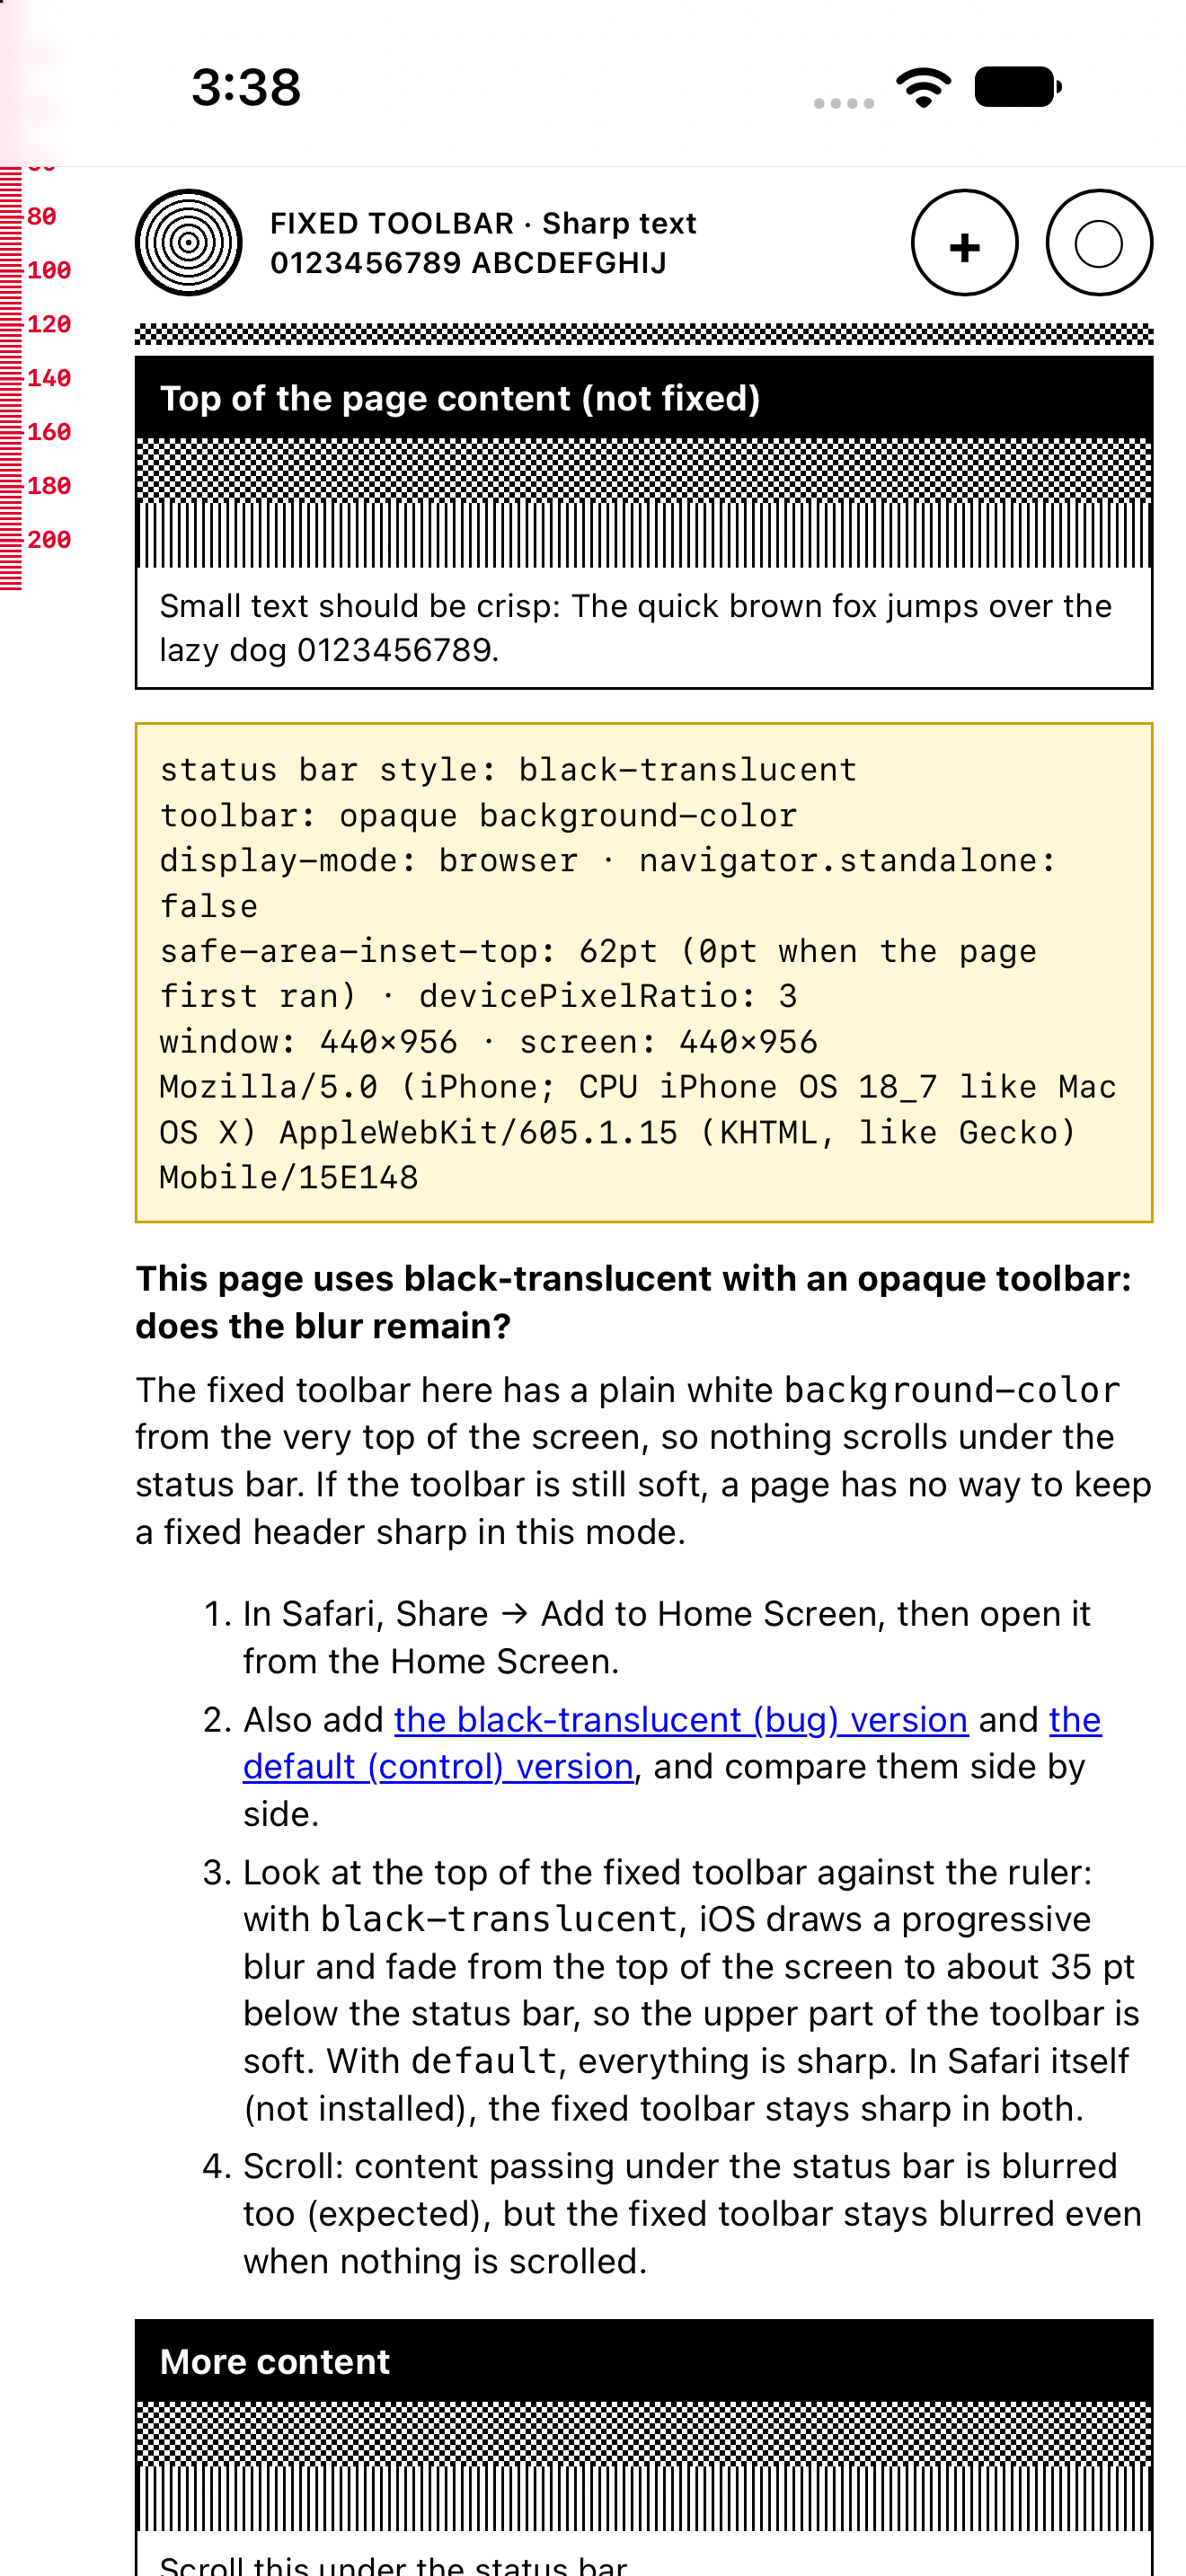 3:38
80
100
120
140
160
180
200
FIXED TOOLBAR · Sharp text
0123456789 ABCDEFGHIJ
+
Top of the page content (not fixed)
Small text should be crisp: The quick brown fox jumps over the
lazy dog 0123456789.
status bar style: black-translucent
toolbar: opaque background-color
display-mode: browser · navigator.standalone:
false
safe-area-inset-top: 62pt (0pt when the page
first ran) · devicePixelRatio: 3
window: 440×956 · screen: 440×956
Mozilla/5.0 (iPhone; CPU iPhone OS 18_7 like Mac
OS X) AppleWebKit/605.1.15 (KHTML, like Gecko)
Mobile/15E148
This page uses black-translucent with an opaque toolbar:
does the blur remain?
The fixed toolbar here has a plain white background-color
from the very top of the screen, so nothing scrolls under the
status bar. If the toolbar is still soft, a page has no way to keep
a fixed header sharp in this mode.
1. In Safari, Share → Add to Home Screen, then open it
from the Home Screen.
2. Also add the black-translucent (bug) version and the
default (control) version, and compare them side by
side.
3. Look at the top of the fixed toolbar against the ruler:
with black-translucent, iOS draws a progressive
blur and fade from the top of the screen to about 35 pt
below the status bar, so the upper part of the toolbar is
soft. With default, everything is sharp. In Safari itself
(not installed), the fixed toolbar stays sharp in both.
4. Scroll: content passing under the status bar is blurred
too (expected), but the fixed toolbar stays blurred even
when nothing is scrolled.
More content
Scroll this under the status bar